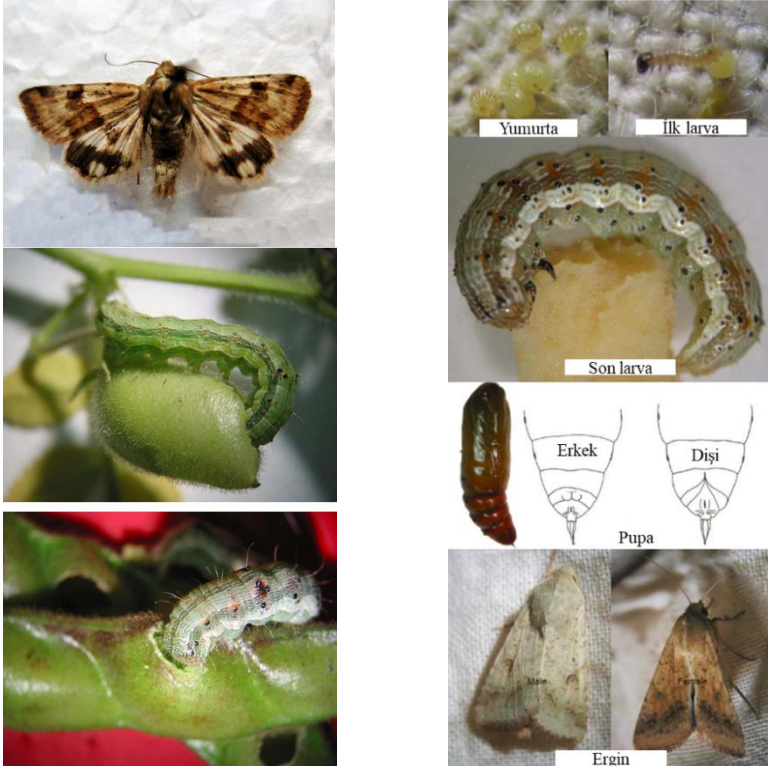 Yumurta
İlk larva
Son larva
Erkek
Dişi
Pupa
Male
Female
Ergin